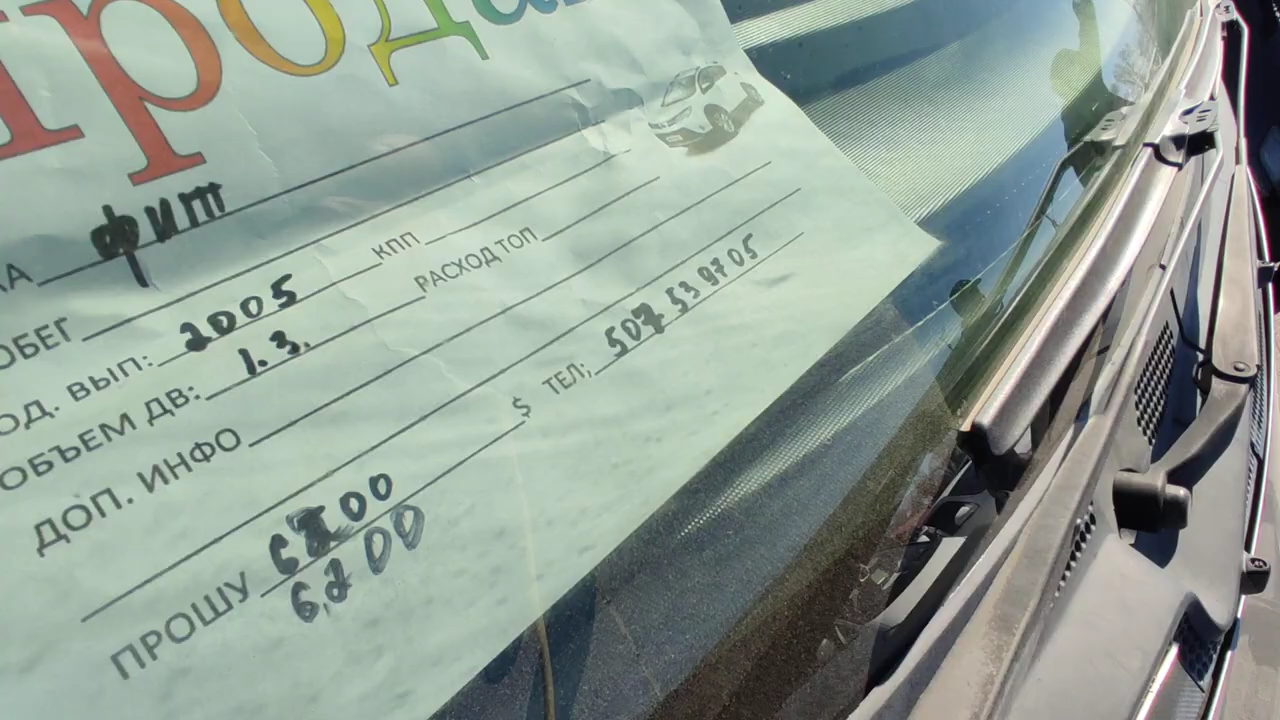 прода
КА фит
ОБЕГ КПП
ОД. ВЫП: 2005 РАСХОД ТОП
ОБЪЕМ ДВ: 1.3.
ДОП. ИНФО
ПРОШУ 6200 $ ТЕЛ; 507 53 97 05
6,200